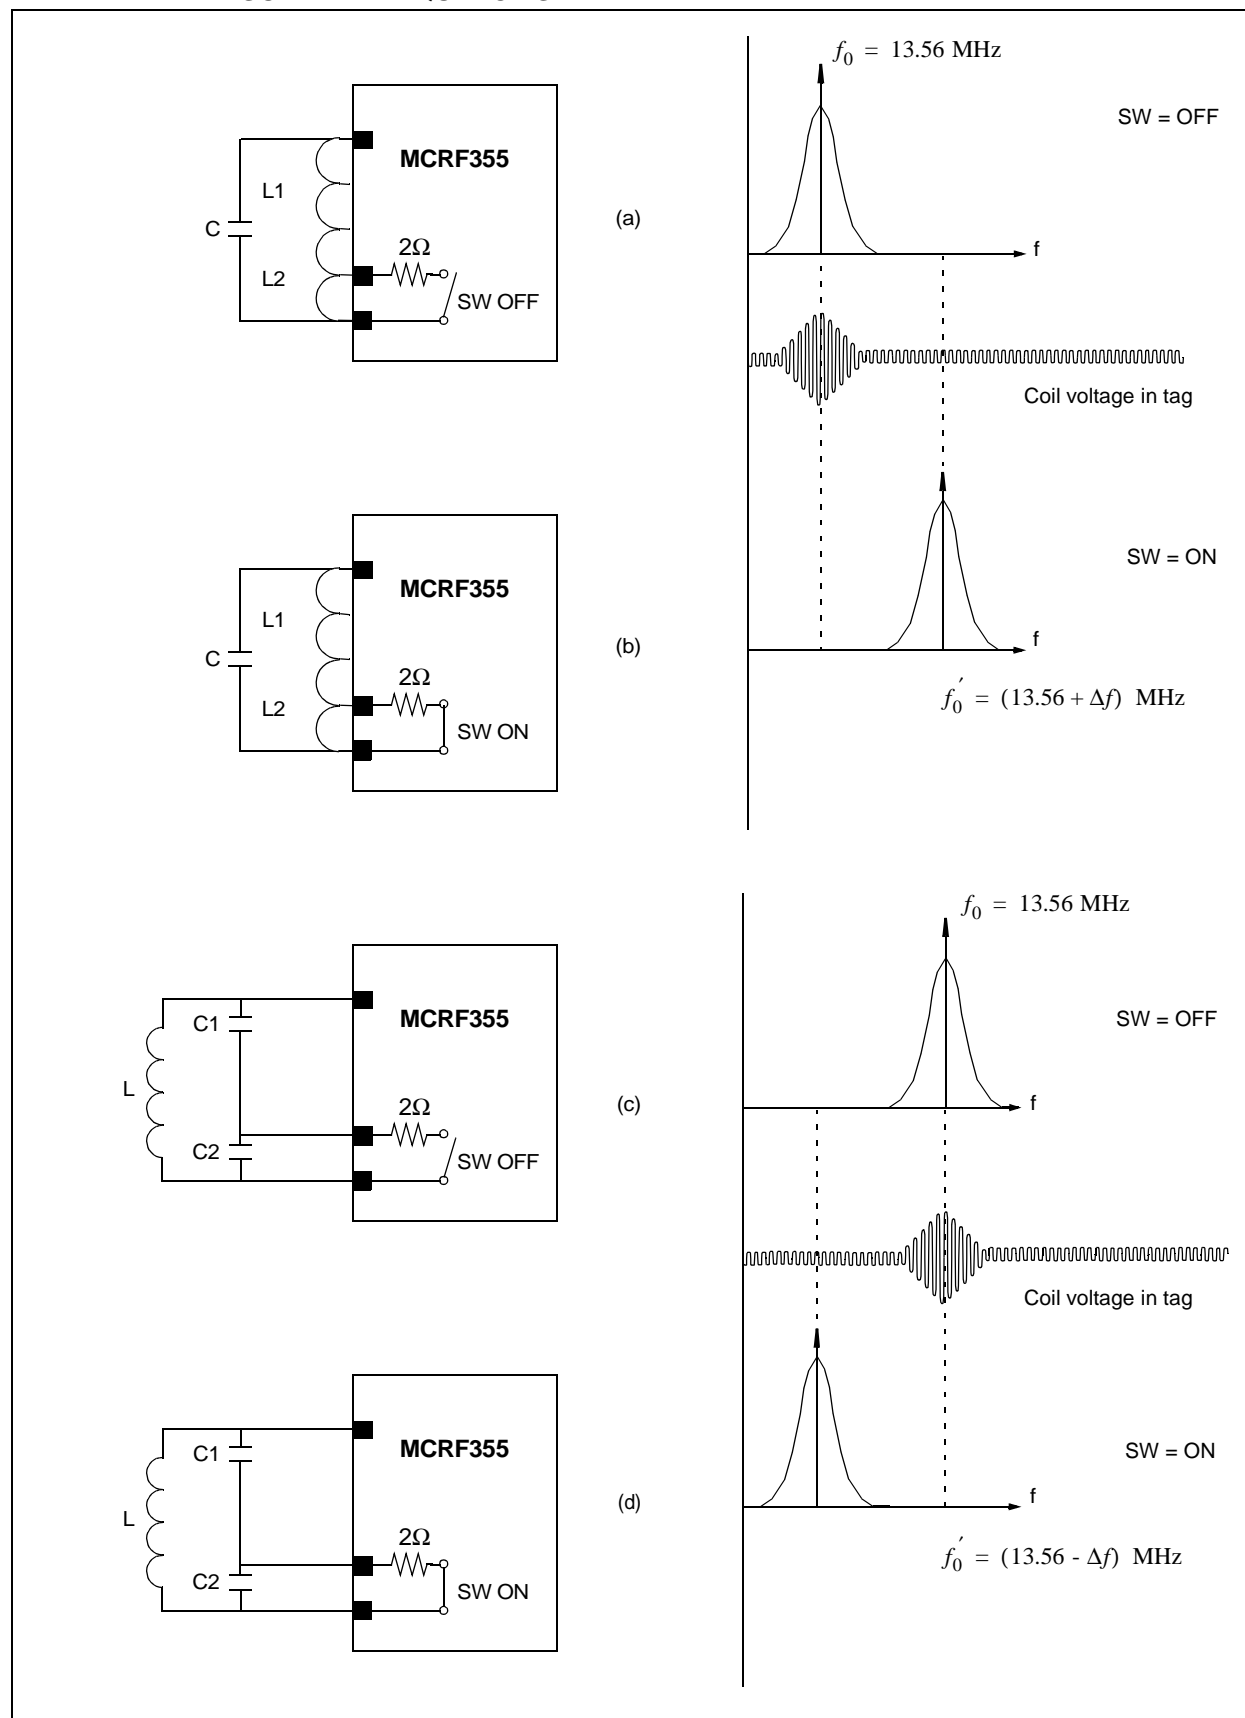 f₀ = 13.56 MHz
SW = OFF
MCRF355
L1
C
(a)
2Ω
L2
SW OFF
f
Coil voltage in tag
SW = ON
MCRF355
L1
C
(b)
2Ω
L2
SW ON
f
f₀′ = (13.56 + Δf) MHz
f₀ = 13.56 MHz
SW = OFF
MCRF355
C1
L
(c)
2Ω
C2
SW OFF
f
Coil voltage in tag
SW = ON
MCRF355
C1
L
(d)
2Ω
C2
SW ON
f
f₀′ = (13.56 - Δf) MHz